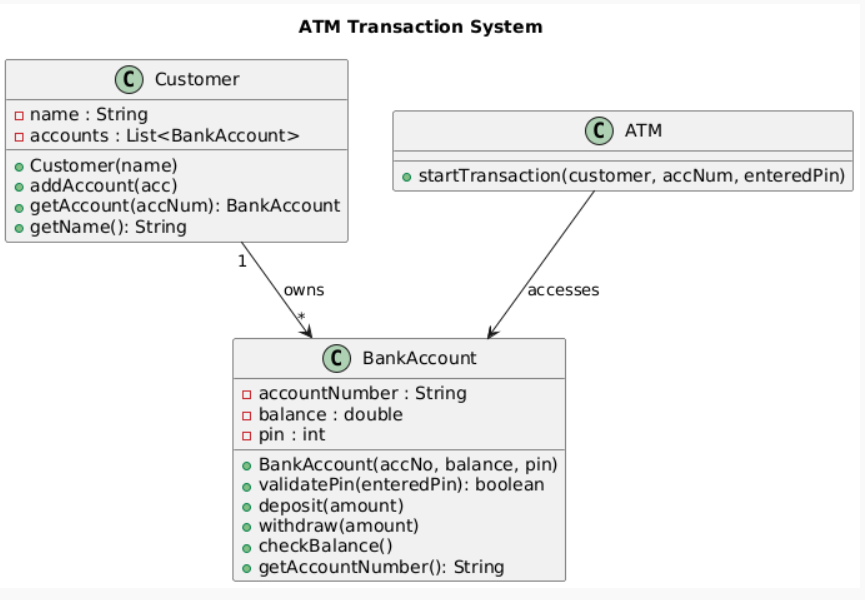 ATM Transaction System
C Customer
name : String
accounts : List<BankAccount>
Customer(name)
addAccount(acc)
getAccount(accNum): BankAccount
getName(): String
C ATM
startTransaction(customer, accNum, enteredPin)
1
owns
*
accesses
C BankAccount
accountNumber : String
balance : double
pin : int
BankAccount(accNo, balance, pin)
validatePin(enteredPin): boolean
deposit(amount)
withdraw(amount)
checkBalance()
getAccountNumber(): String